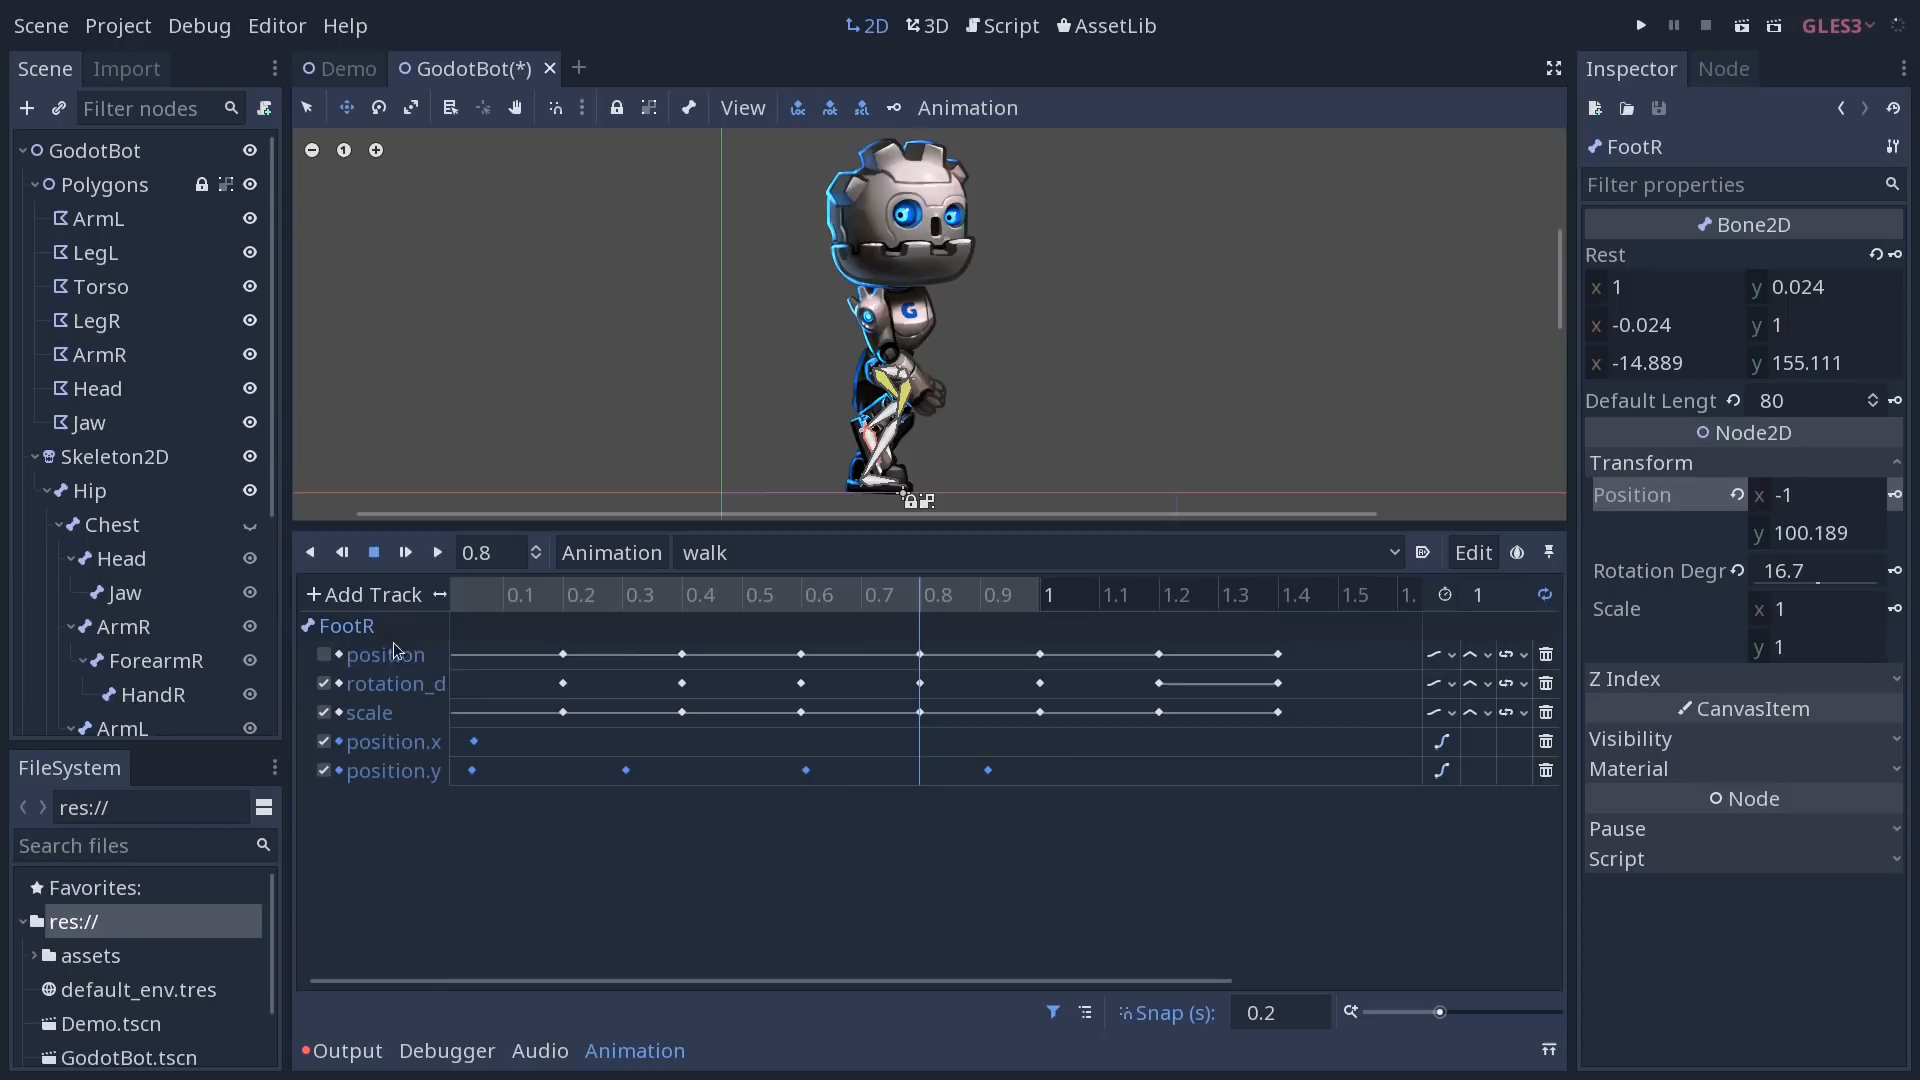 Scene Project Debug Editor Help
2D 3D Script AssetLib
GLES3
Scene Import
Demo GodotBot(*)
Inspector Node
Filter nodes
View loc rot scl Animation
GodotBot
Polygons
ArmL
LegL
Torso
LegR
ArmR
Head
Jaw
Skeleton2D
Hip
Chest
Head
Jaw
ArmR
ForearmR
HandR
ArmL
1
G
FootR
Filter properties
Bone2D
Rest
x 1 y 0.024
x -0.024 y 1
x -14.889 y 155.111
Default Lengt 80
Node2D
Transform
Position x -1
y 100.189
Rotation Degr 16.7
Scale x 1
y 1
Z Index
CanvasItem
Visibility
Material
Node
Pause
Script
0.8 Animation walk Edit
Add Track 0.1 0.2 0.3 0.4 0.5 0.6 0.7 0.8 0.9 1 1.1 1.2 1.3 1.4 1.5 1. 1
FootR
position
rotation_d
scale
position.x
position.y
FileSystem
res://
Search files
Favorites:
res://
assets
default_env.tres
Demo.tscn
GodotBot.tscn
Snap (s): 0.2
Output Debugger Audio Animation